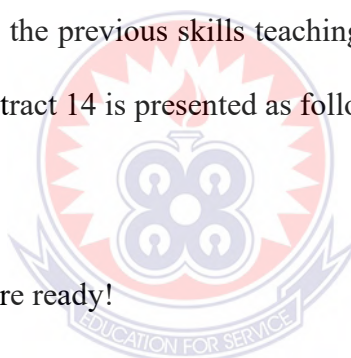 the previous skills teaching
tract 14 is presented as follo
re ready!
EDUCATION FOR SERVICE